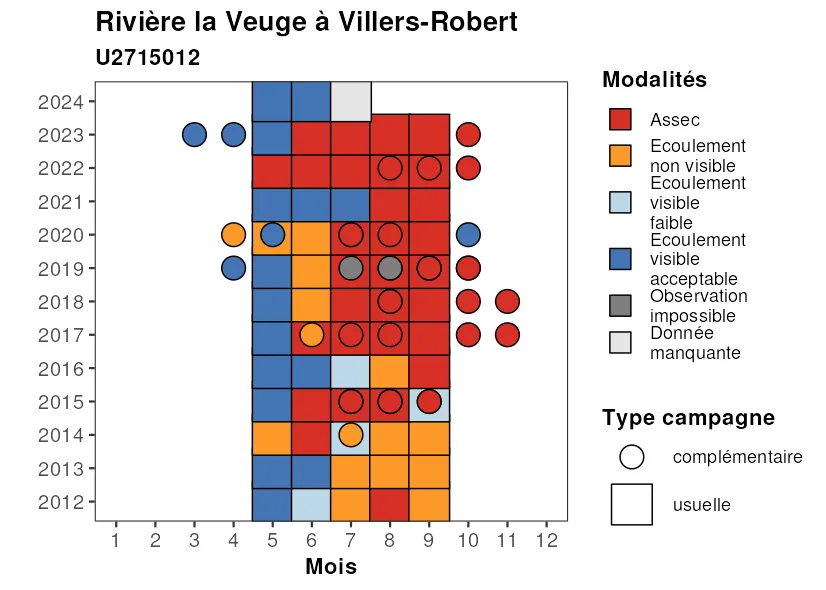 Rivière la Veuge à Villers-Robert
U2715012
2024
2023
2022
2021
2020
2019
2018
2017
2016
2015
2014
2013
2012
1 2 3 4 5 6 7 8 9 10 11 12
Mois
Modalités
Assec
Ecoulement
non visible
Ecoulement
visible
faible
Ecoulement
visible
acceptable
Observation
impossible
Donnée
manquante
Type campagne
complémentaire
usuelle